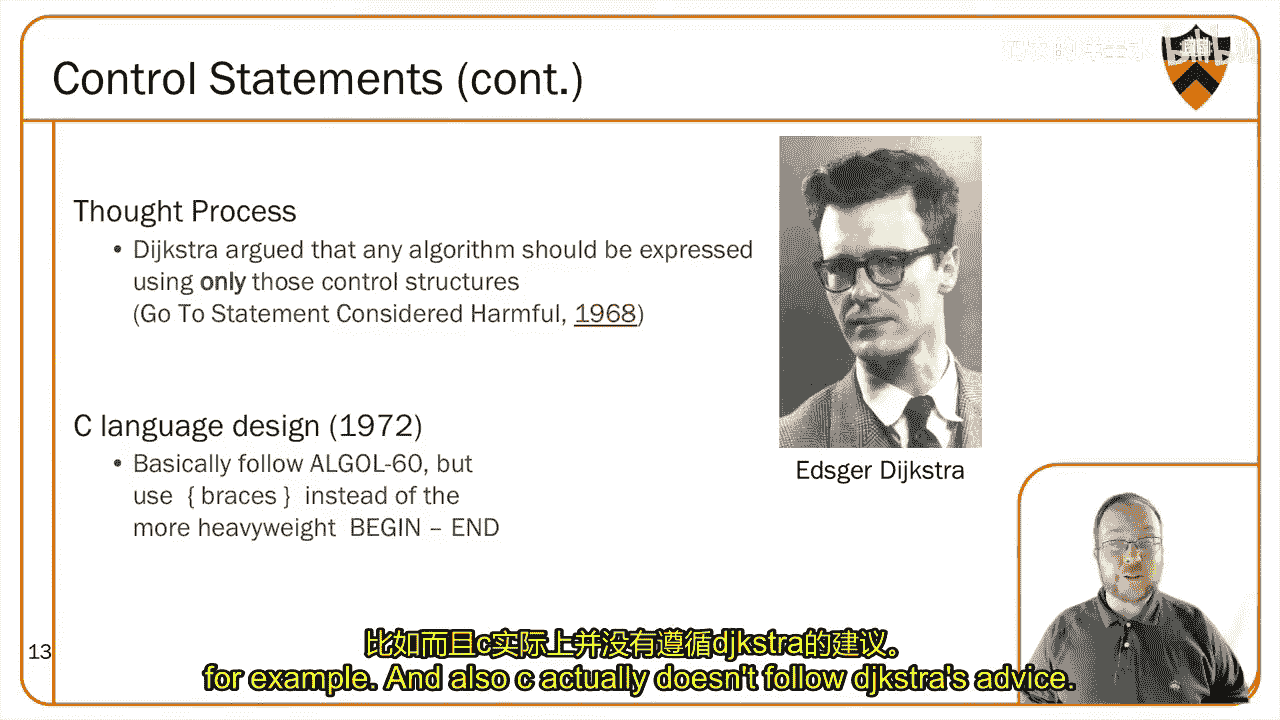 Control Statements (cont.)
Thought Process
• Dijkstra argued that any algorithm should be expressed
using only those control structures
(Go To Statement Considered Harmful, 1968)
C language design (1972)
• Basically follow ALGOL-60, but
use { braces } instead of the
more heavyweight BEGIN – END
Edsger Dijkstra
13
比如而且c实际上并没有遵循djkstra的建议。
for example. And also c actually doesn't follow djkstra's advice.